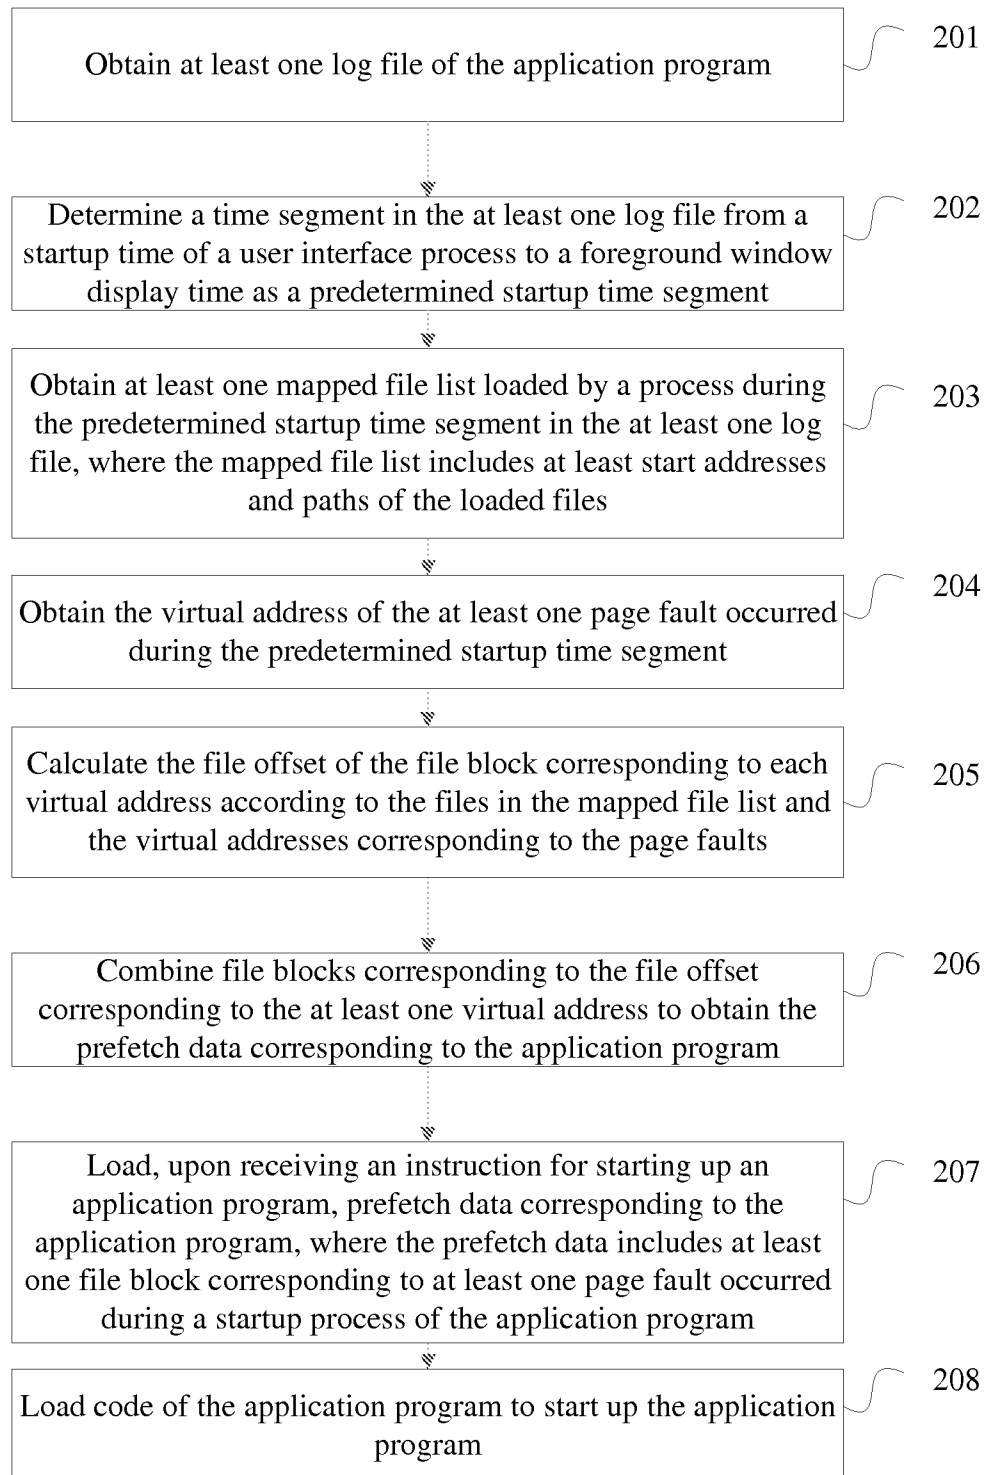 Obtain at least one log file of the application program
201
Determine a time segment in the at least one log file from a
startup time of a user interface process to a foreground window
display time as a predetermined startup time segment
202
Obtain at least one mapped file list loaded by a process during
the predetermined startup time segment in the at least one log
file, where the mapped file list includes at least start addresses
and paths of the loaded files
203
Obtain the virtual address of the at least one page fault occurred
during the predetermined startup time segment
204
Calculate the file offset of the file block corresponding to each
virtual address according to the files in the mapped file list and
the virtual addresses corresponding to the page faults
205
Combine file blocks corresponding to the file offset
corresponding to the at least one virtual address to obtain the
prefetch data corresponding to the application program
206
Load, upon receiving an instruction for starting up an
application program, prefetch data corresponding to the
application program, where the prefetch data includes at least
one file block corresponding to at least one page fault occurred
during a startup process of the application program
207
Load code of the application program to start up the application
program
208